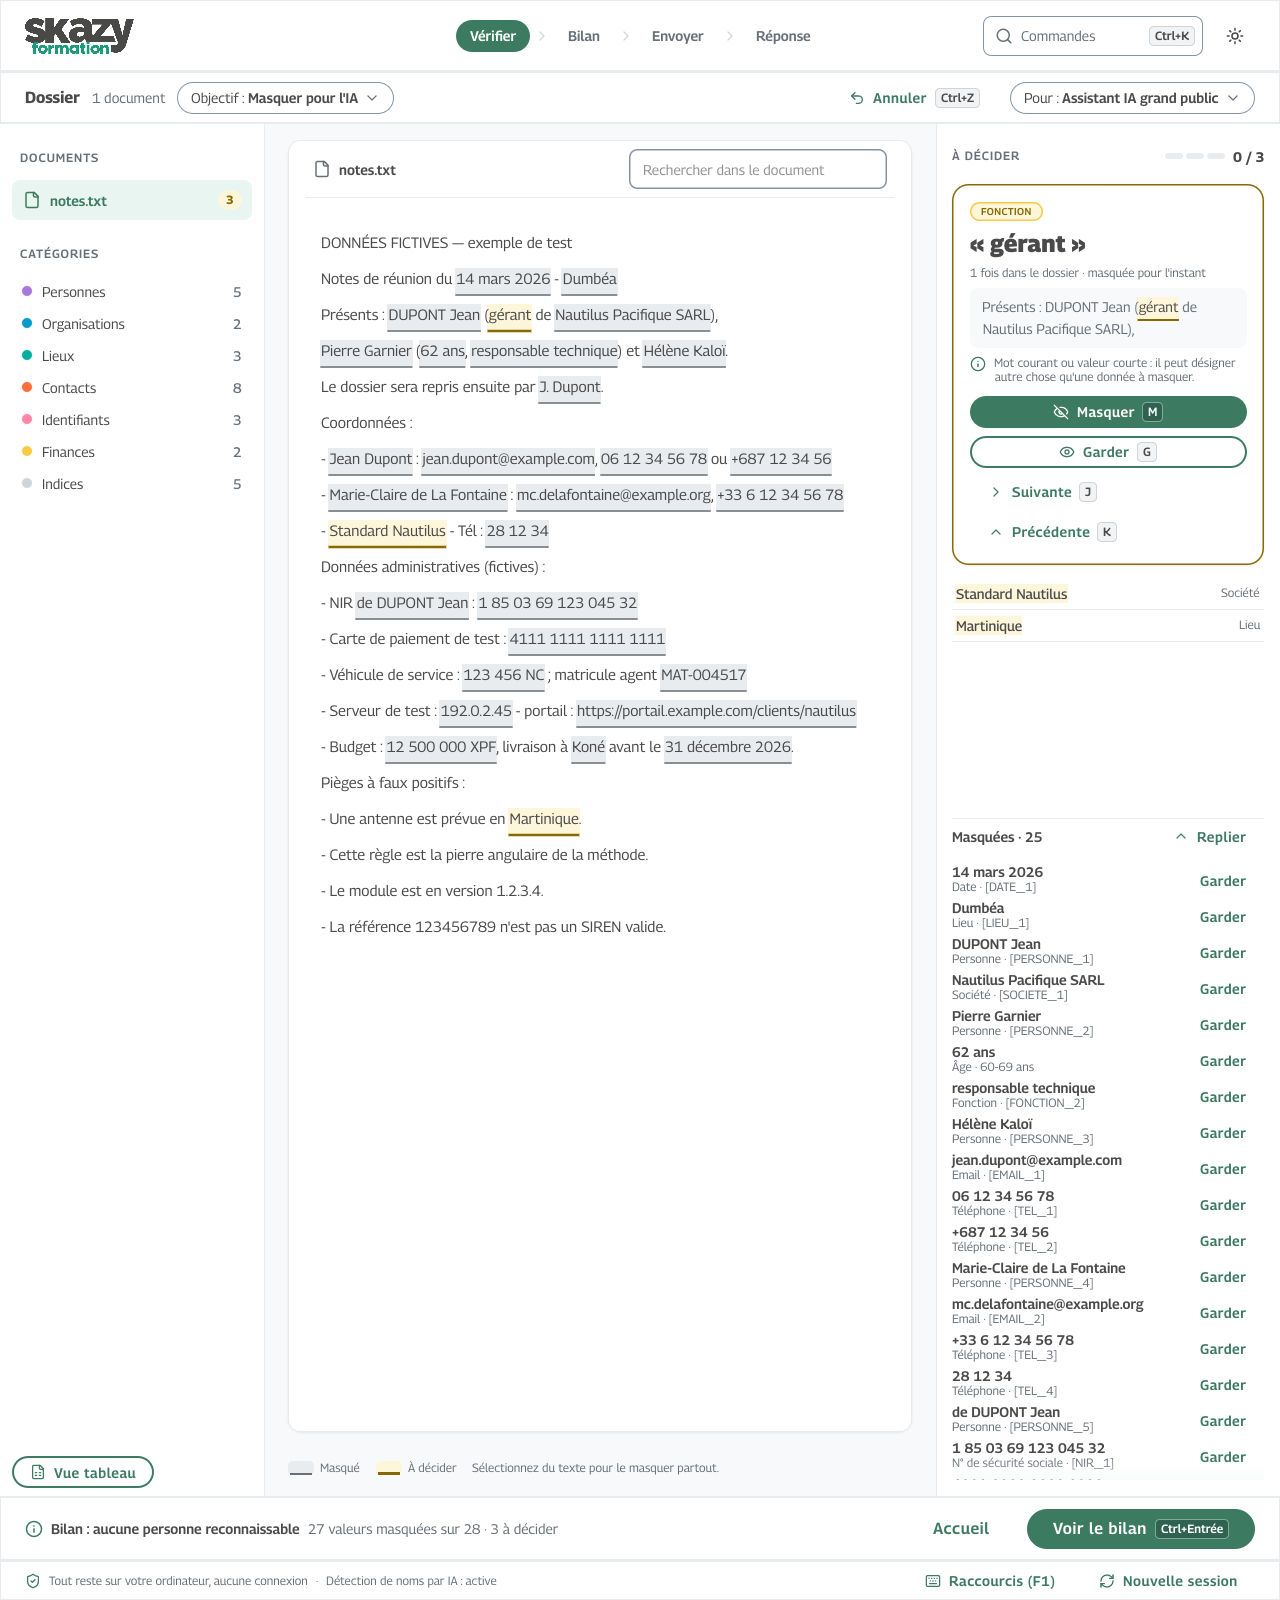 skazy
formation
Vérifier
Bilan
Envoyer
Réponse
Commandes Ctrl+K
Dossier 1 document
Objectif : Masquer pour l'IA
Annuler Ctrl+Z
Pour : Assistant IA grand public
DOCUMENTS
notes.txt 3
CATÉGORIES
Personnes 5
Organisations 2
Lieux 3
Contacts 8
Identifiants 3
Finances 2
Indices 5
Vue tableau
notes.txt
Rechercher dans le document
DONNÉES FICTIVES — exemple de test
Notes de réunion du 14 mars 2026 - Dumbéa
Présents : DUPONT Jean (gérant de Nautilus Pacifique SARL),
Pierre Garnier (62 ans, responsable technique) et Hélène Kaloï.
Le dossier sera repris ensuite par J. Dupont.
Coordonnées :
- Jean Dupont : jean.dupont@example.com, 06 12 34 56 78 ou +687 12 34 56
- Marie-Claire de La Fontaine : mc.delafontaine@example.org, +33 6 12 34 56 78
- Standard Nautilus - Tél : 28 12 34
Données administratives (fictives) :
- NIR de DUPONT Jean : 1 85 03 69 123 045 32
- Carte de paiement de test : 4111 1111 1111 1111
- Véhicule de service : 123 456 NC ; matricule agent MAT-004517
- Serveur de test : 192.0.2.45 - portail : https://portail.example.com/clients/nautilus
- Budget : 12 500 000 XPF, livraison à Koné avant le 31 décembre 2026.
Pièges à faux positifs :
- Une antenne est prévue en Martinique.
- Cette règle est la pierre angulaire de la méthode.
- Le module est en version 1.2.3.4.
- La référence 123456789 n'est pas un SIREN valide.
Masqué
À décider
Sélectionnez du texte pour le masquer partout.
À DÉCIDER 0 / 3
FONCTION
« gérant »
1 fois dans le dossier · masquée pour l'instant
Présents : DUPONT Jean (gérant de
Nautilus Pacifique SARL),
Mot courant ou valeur courte : il peut désigner
autre chose qu'une donnée à masquer.
Masquer M
Garder G
Suivante J
Précédente K
Standard Nautilus Société
Martinique Lieu
Masquées · 25 Replier
14 mars 2026
Date · [DATE_1]
Garder
Dumbéa
Lieu · [LIEU_1]
Garder
DUPONT Jean
Personne · [PERSONNE_1]
Garder
Nautilus Pacifique SARL
Société · [SOCIETE_1]
Garder
Pierre Garnier
Personne · [PERSONNE_2]
Garder
62 ans
Âge · 60-69 ans
Garder
responsable technique
Fonction · [FONCTION_2]
Garder
Hélène Kaloï
Personne · [PERSONNE_3]
Garder
jean.dupont@example.com
Email · [EMAIL_1]
Garder
06 12 34 56 78
Téléphone · [TEL_1]
Garder
+687 12 34 56
Téléphone · [TEL_2]
Garder
Marie-Claire de La Fontaine
Personne · [PERSONNE_4]
Garder
mc.delafontaine@example.org
Email · [EMAIL_2]
Garder
+33 6 12 34 56 78
Téléphone · [TEL_3]
Garder
28 12 34
Téléphone · [TEL_4]
Garder
de DUPONT Jean
Personne · [PERSONNE_5]
Garder
1 85 03 69 123 045 32
N° de sécurité sociale · [NIR_1]
Garder
Bilan : aucune personne reconnaissable 27 valeurs masquées sur 28 · 3 à décider
Accueil
Voir le bilan Ctrl+Entrée
Tout reste sur votre ordinateur, aucune connexion · Détection de noms par IA : active
Raccourcis (F1)
Nouvelle session